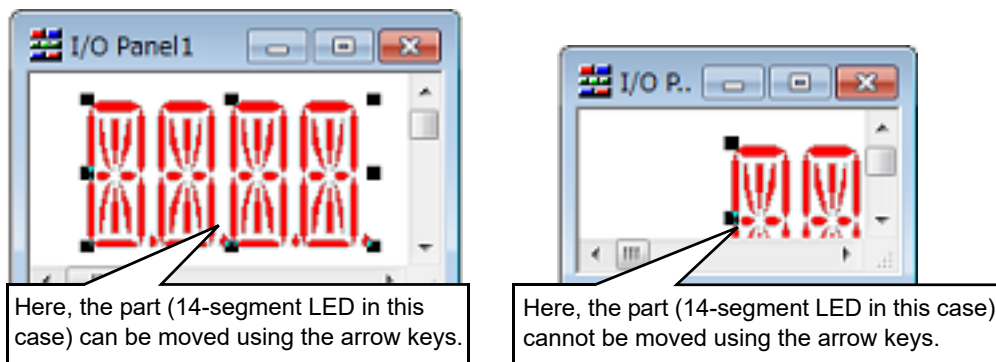 I/O Panel1
I/O P..
Here, the part (14-segment LED in this
case) can be moved using the arrow keys.
Here, the part (14-segment LED in this case)
cannot be moved using the arrow keys.